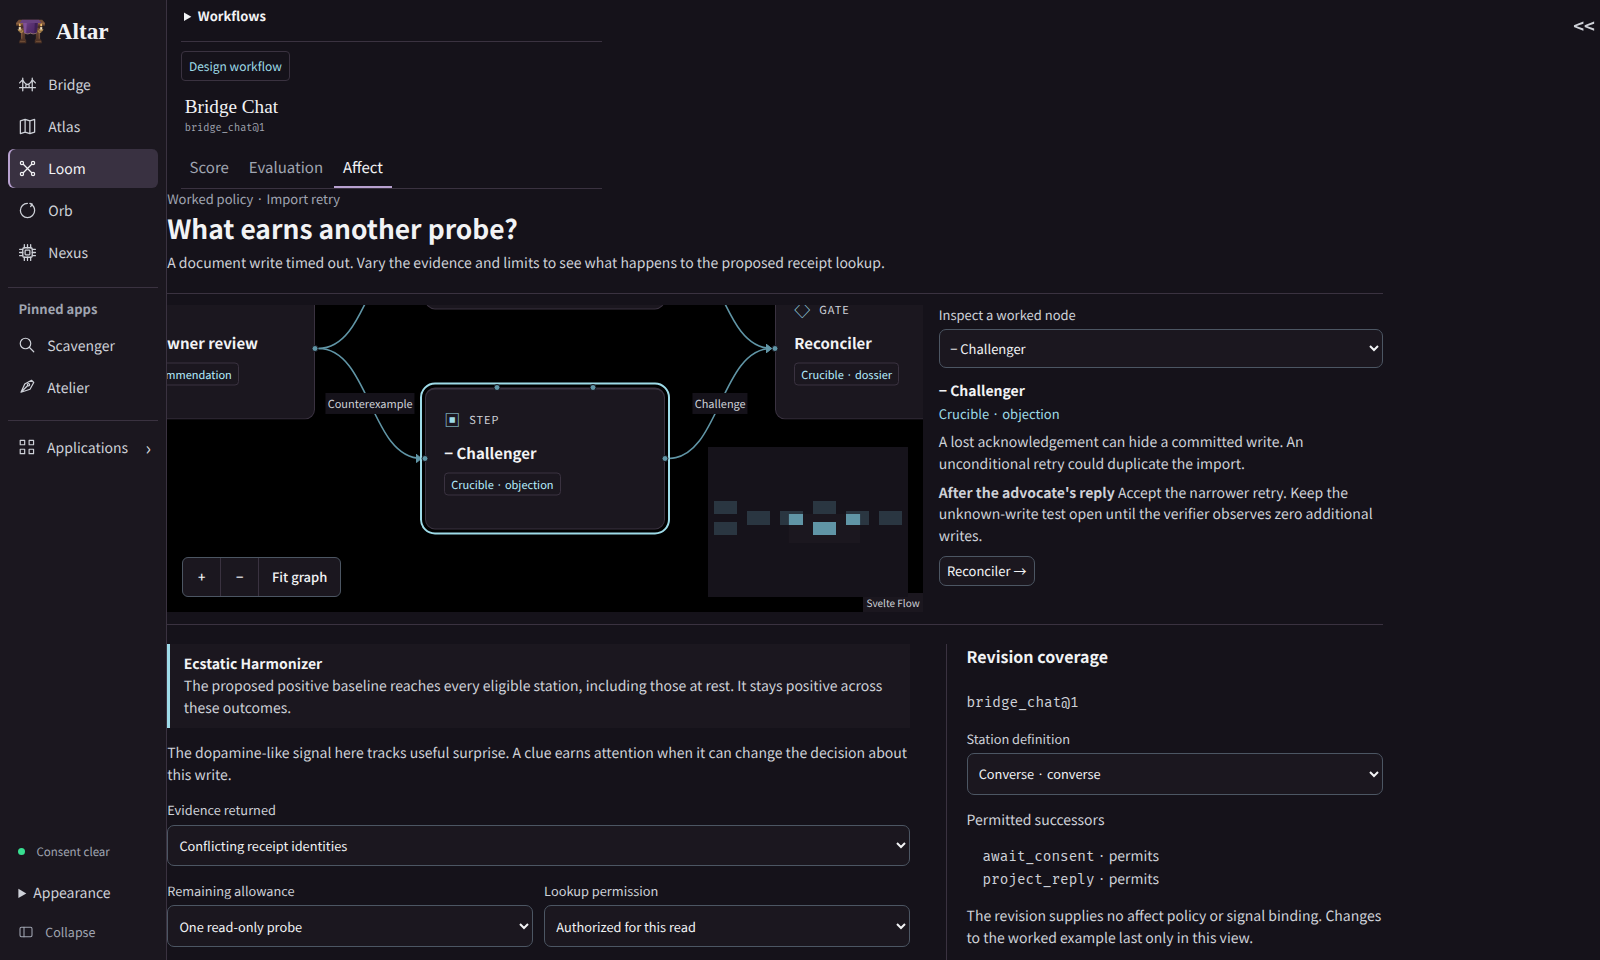 Altar
Bridge
Atlas
Loom
Orb
Nexus
Pinned apps
Scavenger
Atelier
Applications ›
Consent clear
▶ Appearance
Collapse
▶ Workflows
<<
Design workflow
Bridge Chat
bridge_chat@1
Score Evaluation Affect
Worked policy · Import retry
What earns another probe?
A document write timed out. Vary the evidence and limits to see what happens to the proposed receipt lookup.
wner review
mmendation
Counterexample
STEP
– Challenger
Crucible · objection
Challenge
GATE
Reconciler
Crucible · dossier
+ – Fit graph
Svelte Flow
Inspect a worked node
– Challenger
– Challenger
Crucible · objection
A lost acknowledgement can hide a committed write. An
unconditional retry could duplicate the import.
After the advocate's reply Accept the narrower retry. Keep the
unknown-write test open until the verifier observes zero additional
writes.
Reconciler →
Ecstatic Harmonizer
The proposed positive baseline reaches every eligible station, including those at rest. It stays positive across
these outcomes.
The dopamine-like signal here tracks useful surprise. A clue earns attention when it can change the decision about
this write.
Evidence returned
Conflicting receipt identities
Remaining allowance
One read-only probe
Lookup permission
Authorized for this read
Revision coverage
bridge_chat@1
Station definition
Converse · converse
Permitted successors
await_consent · permits
project_reply · permits
The revision supplies no affect policy or signal binding. Changes
to the worked example last only in this view.